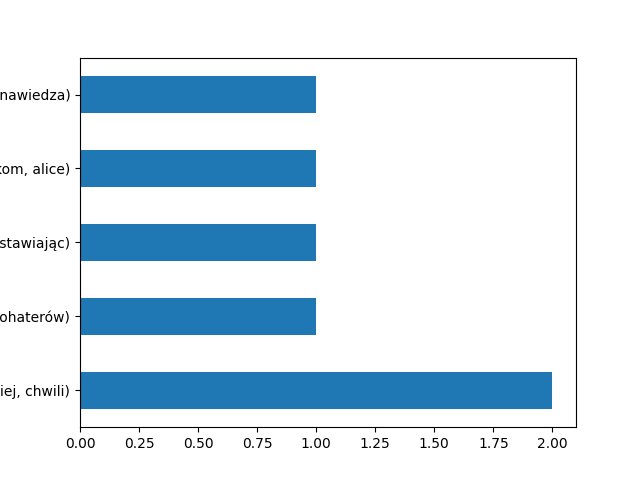 nawiedza)
om, alice)
stawiając)
ohaterów)
iej, chwili)
0.00 0.25 0.50 0.75 1.00 1.25 1.50 1.75 2.00